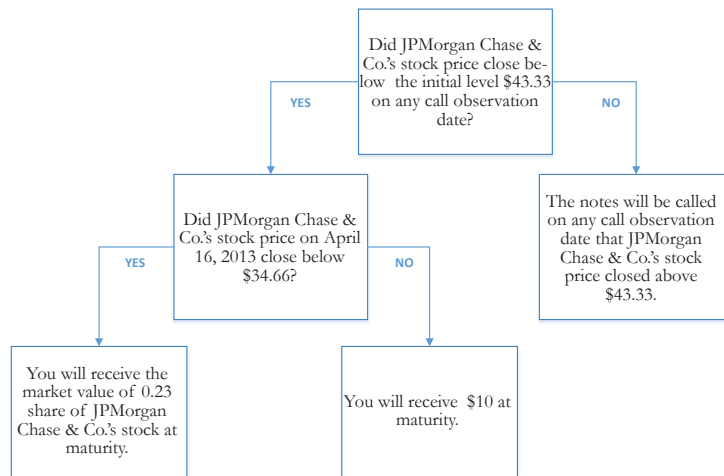 Did JPMorgan Chase &
Co.'s stock price close be-
low the initial level $43.33
on any call observation
date?
YES
NO
Did JPMorgan Chase &
Co.'s stock price on April
16, 2013 close below
$34.66?
The notes will be called
on any call observation
date that JPMorgan
Chase & Co.'s stock
price closed above
$43.33.
YES
NO
You will receive the
market value of 0.23
share of JPMorgan
Chase & Co.'s stock at
maturity.
You will receive $10 at
maturity.